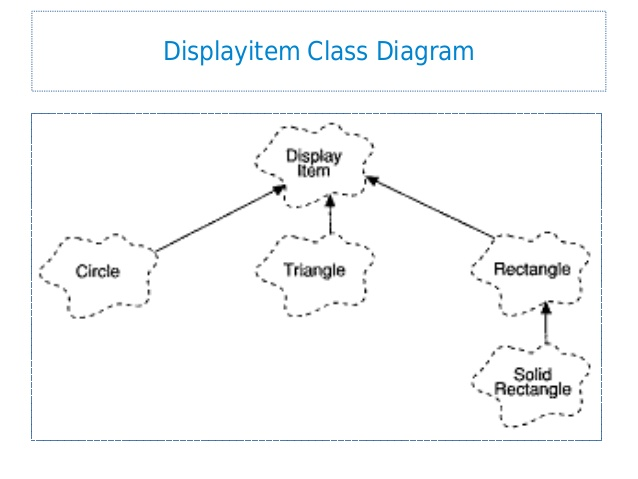 Displayitem Class Diagram
Display
Item
Circle
Triangle
Rectangle
Solid
Rectangle